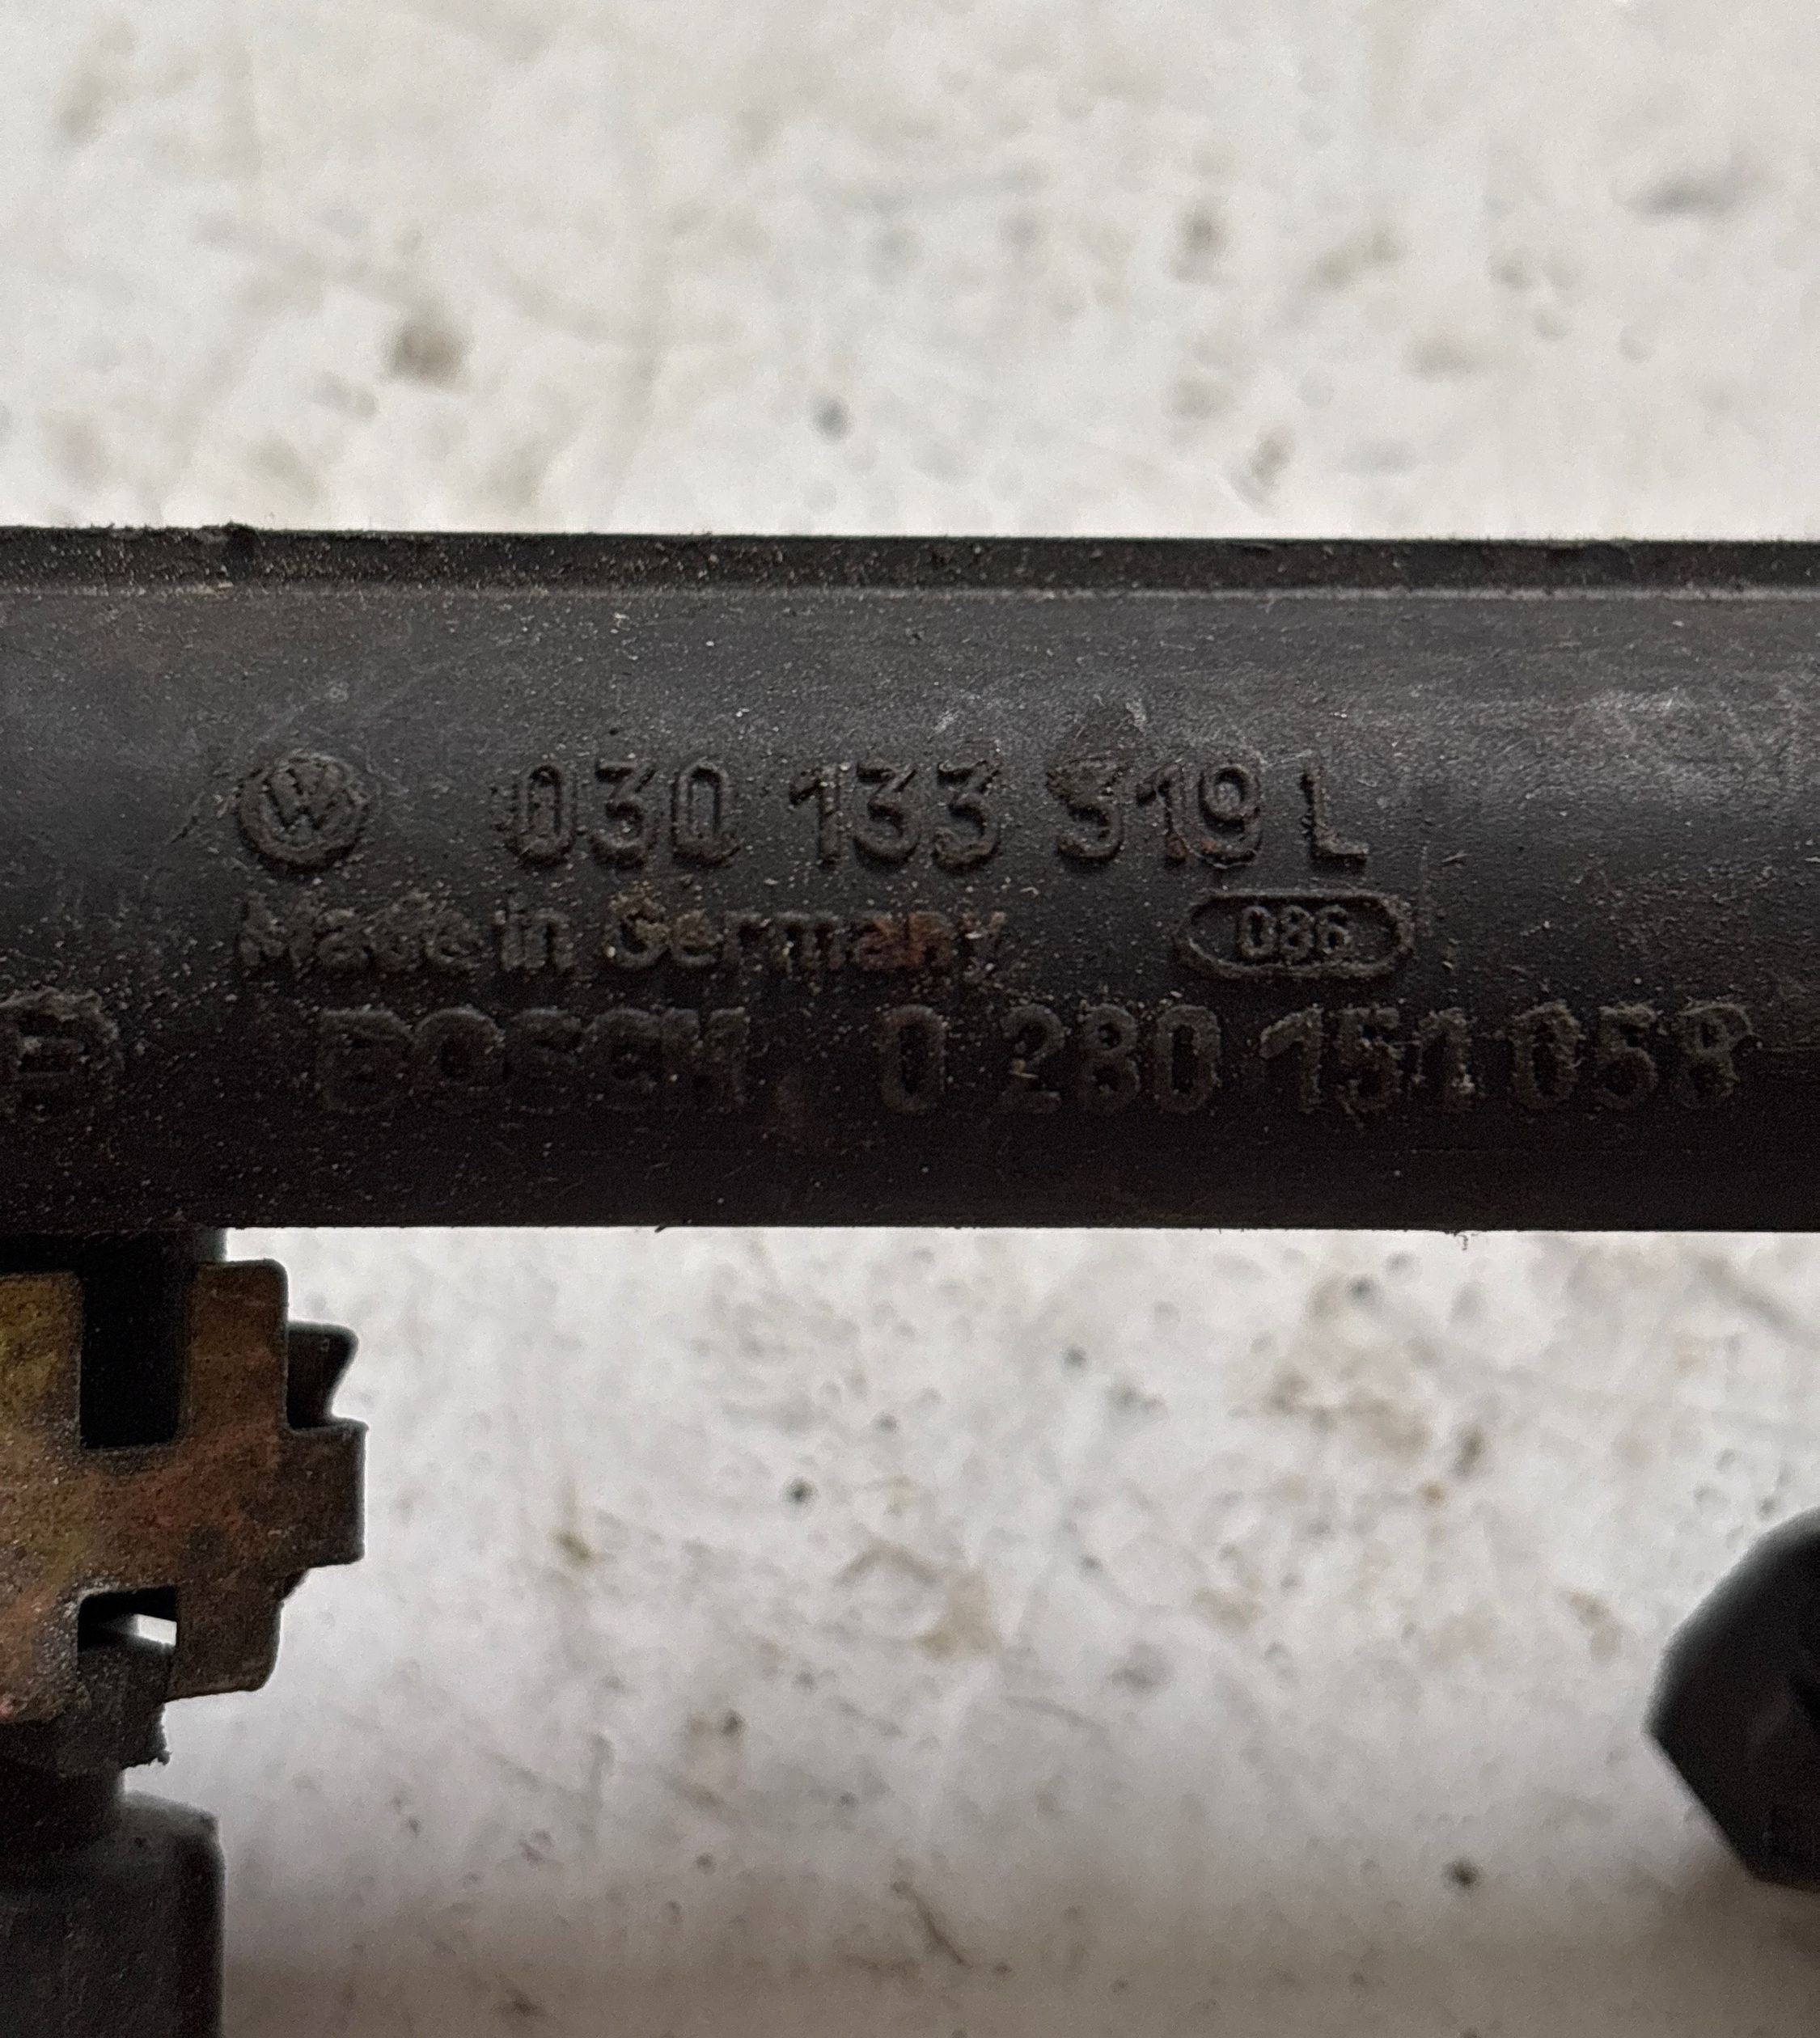 030 133 319 L
Made in Germany 086
BOSCH 0 280 151 058